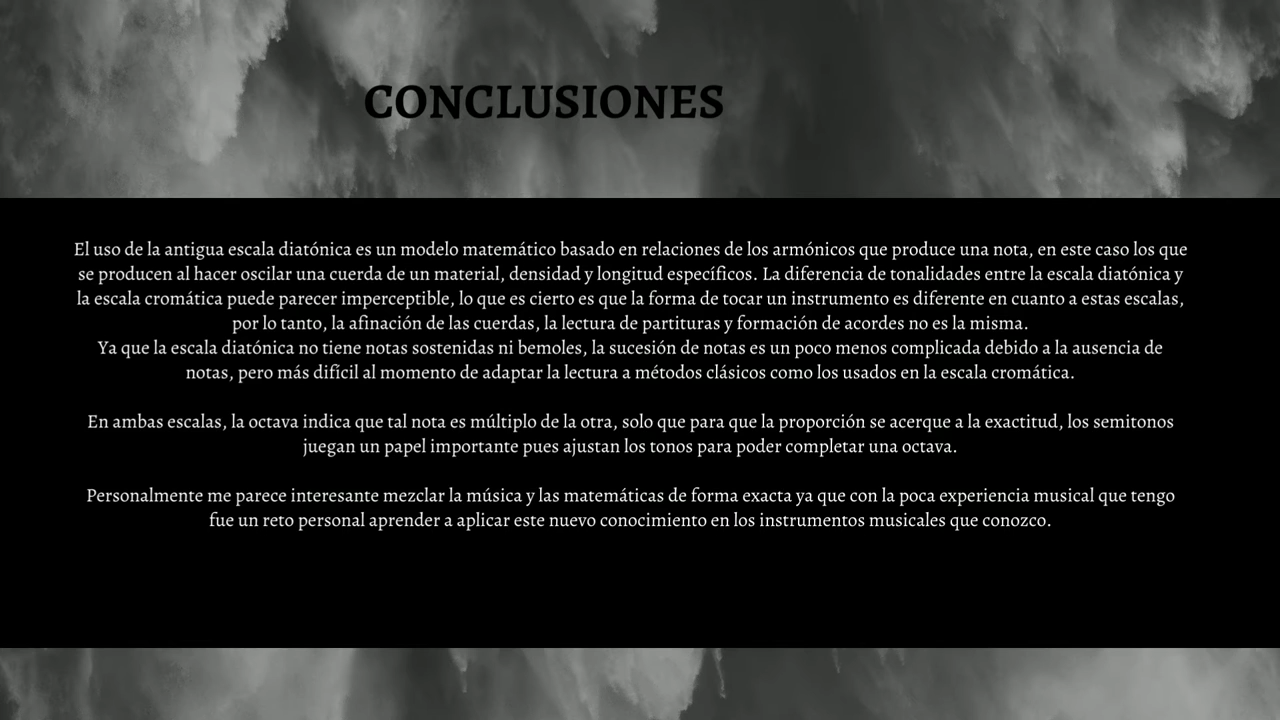 CONCLUSIONES
El uso de la antigua escala diatónica es un modelo matemático basado en relaciones de los armónicos que produce una nota, en este caso los que
se producen al hacer oscilar una cuerda de un material, densidad y longitud específicos. La diferencia de tonalidades entre la escala diatónica y
la escala cromática puede parecer imperceptible, lo que es cierto es que la forma de tocar un instrumento es diferente en cuanto a estas escalas,
por lo tanto, la afinación de las cuerdas, la lectura de partituras y formación de acordes no es la misma.
Ya que la escala diatónica no tiene notas sostenidas ni bemoles, la sucesión de notas es un poco menos complicada debido a la ausencia de
notas, pero más difícil al momento de adaptar la lectura a métodos clásicos como los usados en la escala cromática.
En ambas escalas, la octava indica que tal nota es múltiplo de la otra, solo que para que la proporción se acerque a la exactitud, los semitonos
juegan un papel importante pues ajustan los tonos para poder completar una octava.
Personalmente me parece interesante mezclar la música y las matemáticas de forma exacta ya que con la poca experiencia musical que tengo
fue un reto personal aprender a aplicar este nuevo conocimiento en los instrumentos musicales que conozco.